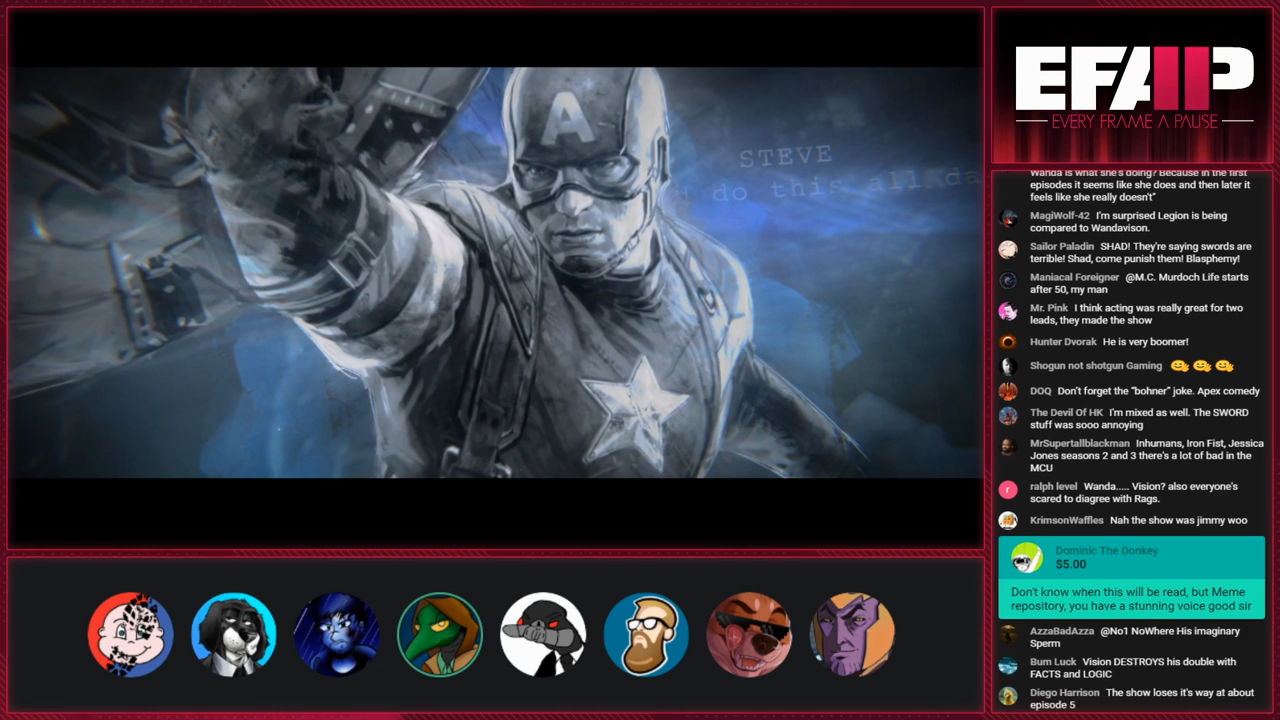 STEVE
do this all da
A
EFAP
EVERY FRAME A PAUSE
Wanda is what she's doing? Because in the first
episodes it seems like she does and then later it
feels like she really doesn't"
MagiWolf-42 I'm surprised Legion is being
compared to Wandavison.
Sailor Paladin SHAD! They're saying swords are
terrible! Shad, come punish them! Blasphemy!
Maniacal Foreigner @M.C. Murdoch Life starts
after 50, my man
Mr. Pink I think acting was really great for two
leads, they made the show
Hunter Dvorak He is very boomer!
Shogun not shotgun Gaming
DOQ Don't forget the "bohner" joke. Apex comedy
The Devil Of HK I'm mixed as well. The SWORD
stuff was sooo annoying
MrSupertallblackman Inhumans, Iron Fist, Jessica
Jones seasons 2 and 3 there's a lot of bad in the
MCU
r
ralph level Wanda..... Vision? also everyone's
scared to diagree with Rags.
KrimsonWaffles Nah the show was jimmy woo
Dominic The Donkey
$5.00
Don't know when this will be read, but Meme
repository, you have a stunning voice good sir
AzzaBadAzza @No1 NoWhere His imaginary
Sperm
Bum Luck Vision DESTROYS his double with
FACTS and LOGIC
Diego Harrison The show loses it's way at about
episode 5